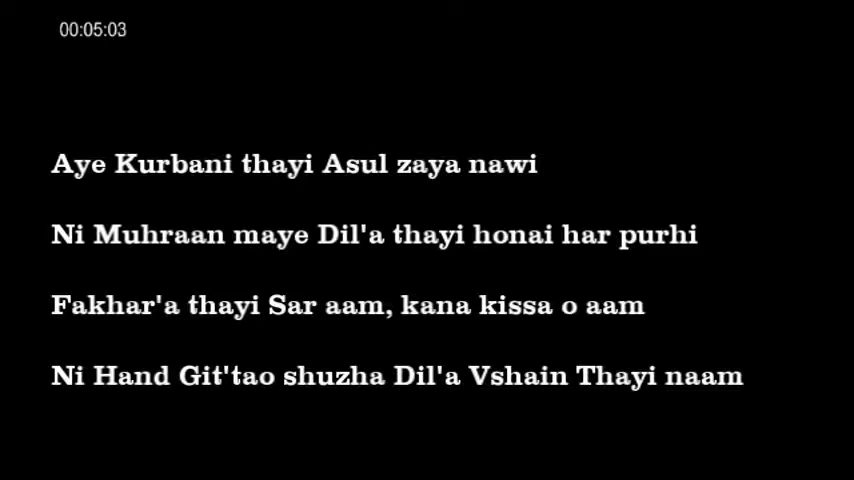 00:05:03
Aye Kurbani thayi Asul zaya nawi
Ni Muhraan maye Dil'a thayi honai har purhi
Fakhar'a thayi Sar aam, kana kissa o aam
Ni Hand Git'tao shuzha Dil'a Vshain Thayi naam